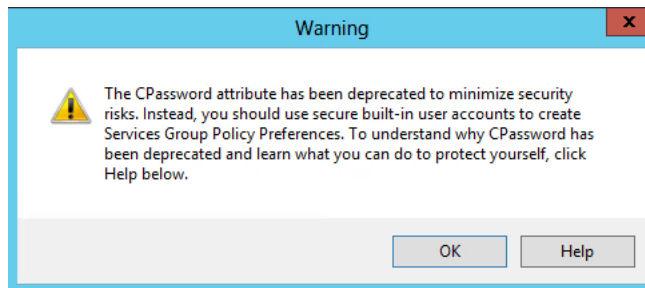 Warning
x
The CPassword attribute has been deprecated to minimize security
risks. Instead, you should use secure built-in user accounts to create
Services Group Policy Preferences. To understand why CPassword has
been deprecated and learn what you can do to protect yourself, click
Help below.
OK Help